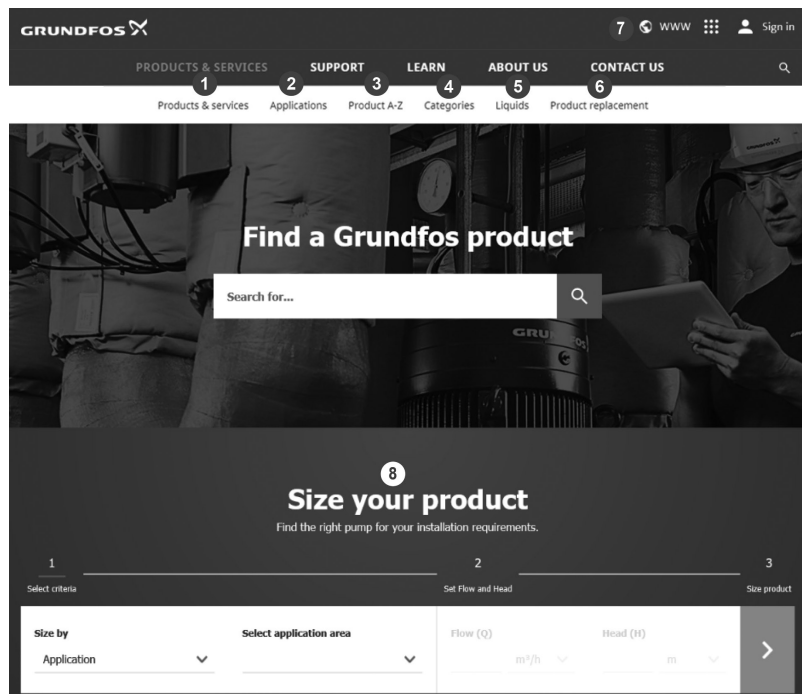 GRUNDFOS
7 WWW Sign in
PRODUCTS & SERVICES SUPPORT LEARN ABOUT US CONTACT US
1 2 3 4 5 6
Products & services Applications Product A-Z Categories Liquids Product replacement
Find a Grundfos product
Search for...
8
Size your product
Find the right pump for your installation requirements.
1 2 3
Select criteria Set Flow and Head Size product
Size by Select application area Flow (Q) Head (H)
Application m³/h m